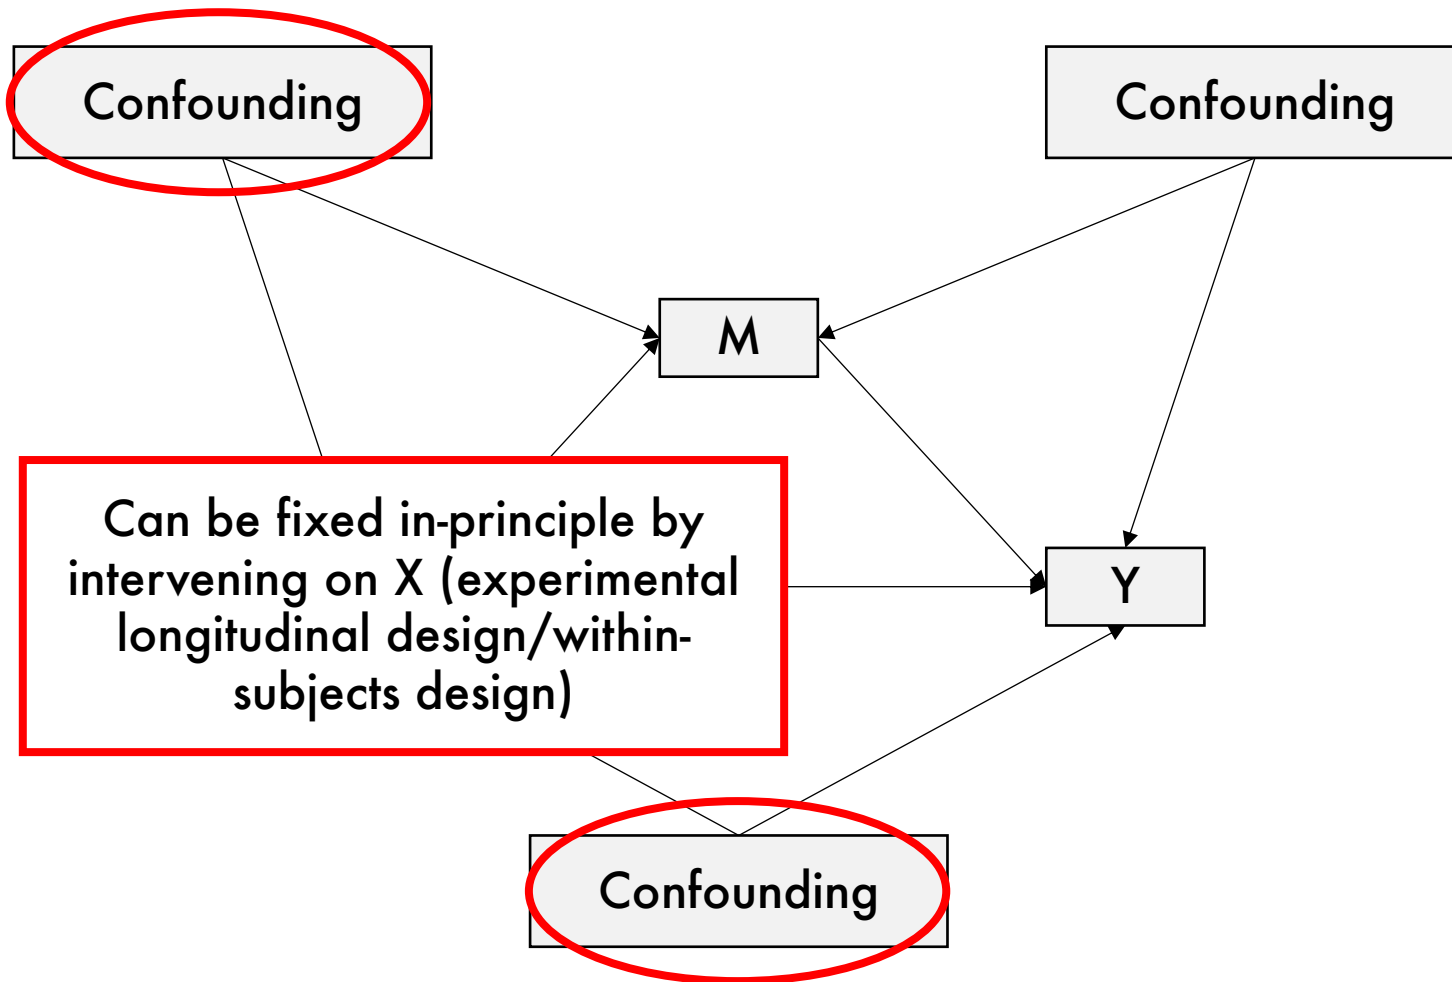 Confounding
Confounding
M
Can be fixed in-principle by
intervening on X (experimental
longitudinal design/within-
subjects design)
Y
Confounding